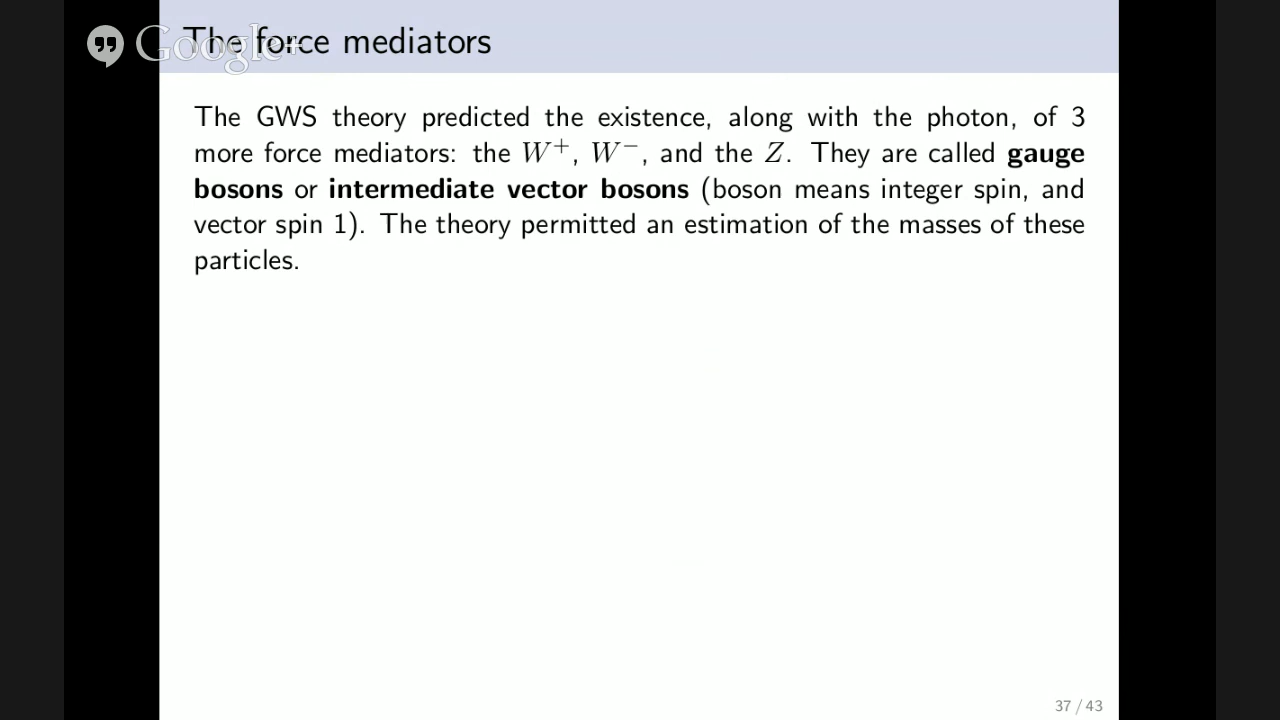 Google+
The force mediators
The GWS theory predicted the existence, along with the photon, of 3
more force mediators: the W⁺, W⁻, and the Z. They are called gauge
bosons or intermediate vector bosons (boson means integer spin, and
vector spin 1). The theory permitted an estimation of the masses of these
particles.
37 / 43